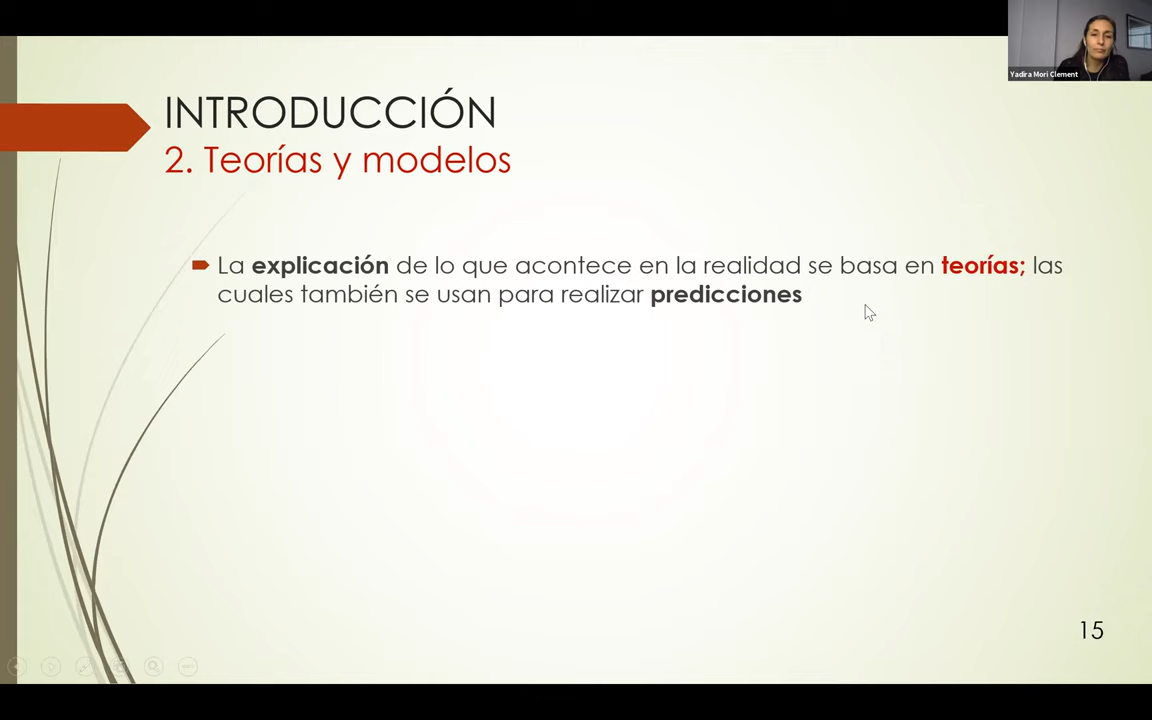 Yadira Mori Clement
INTRODUCCIÓN
2. Teorías y modelos
La explicación de lo que acontece en la realidad se basa en teorías; las
cuales también se usan para realizar predicciones
15